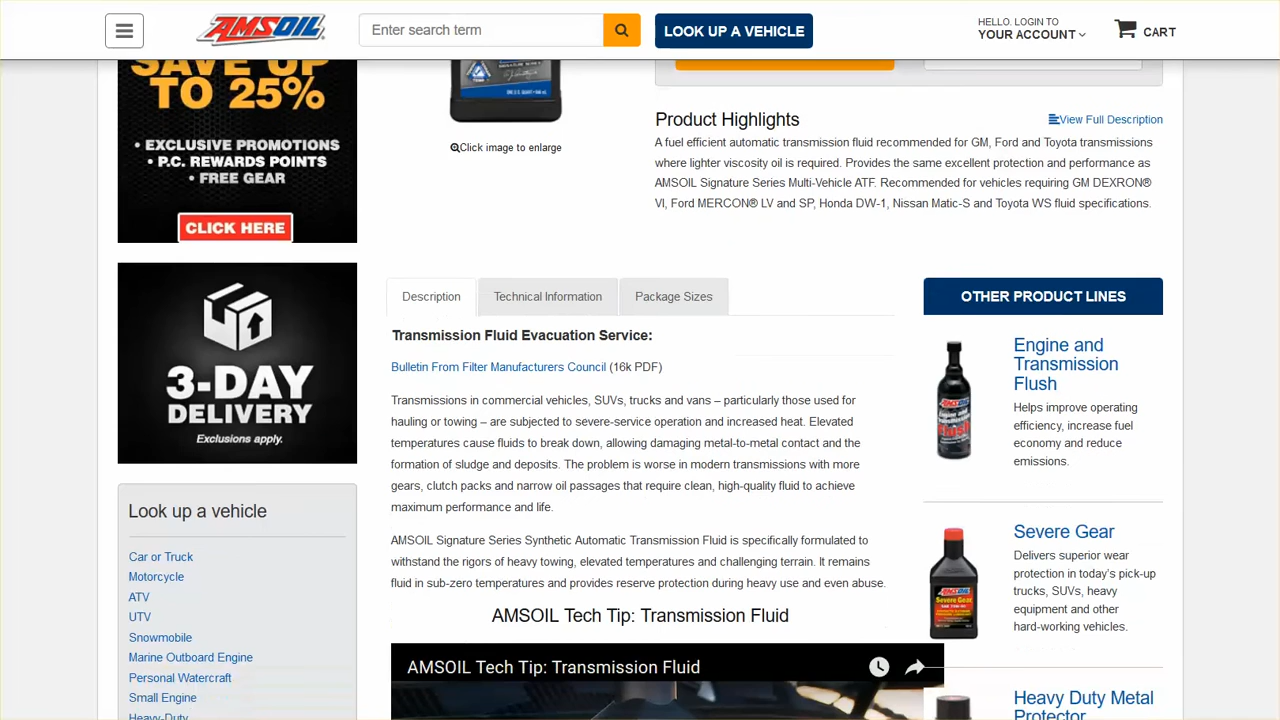 AMSOIL
Enter search term
LOOK UP A VEHICLE
HELLO. LOGIN TO
YOUR ACCOUNT
CART
SAVE UP
TO 25%
• EXCLUSIVE PROMOTIONS
• P.C. REWARDS POINTS
• FREE GEAR
CLICK HERE
Click image to enlarge
Product Highlights
View Full Description
A fuel efficient automatic transmission fluid recommended for GM, Ford and Toyota transmissions
where lighter viscosity oil is required. Provides the same excellent protection and performance as
AMSOIL Signature Series Multi-Vehicle ATF. Recommended for vehicles requiring GM DEXRON®
VI, Ford MERCON® LV and SP, Honda DW-1, Nissan Matic-S and Toyota WS fluid specifications.
3-DAY
DELIVERY
Exclusions apply.
Look up a vehicle
Car or Truck
Motorcycle
ATV
UTV
Snowmobile
Marine Outboard Engine
Personal Watercraft
Small Engine
Heavy-Duty
Description
Technical Information
Package Sizes
Transmission Fluid Evacuation Service:
Bulletin From Filter Manufacturers Council (16k PDF)
Transmissions in commercial vehicles, SUVs, trucks and vans – particularly those used for
hauling or towing – are subjected to severe-service operation and increased heat. Elevated
temperatures cause fluids to break down, allowing damaging metal-to-metal contact and the
formation of sludge and deposits. The problem is worse in modern transmissions with more
gears, clutch packs and narrow oil passages that require clean, high-quality fluid to achieve
maximum performance and life.
AMSOIL Signature Series Synthetic Automatic Transmission Fluid is specifically formulated to
withstand the rigors of heavy towing, elevated temperatures and challenging terrain. It remains
fluid in sub-zero temperatures and provides reserve protection during heavy use and even abuse.
AMSOIL Tech Tip: Transmission Fluid
AMSOIL Tech Tip: Transmission Fluid
OTHER PRODUCT LINES
Engine and
Transmission
Flush
Helps improve operating
efficiency, increase fuel
economy and reduce
emissions.
AMSOIL
Severe Gear
Delivers superior wear
protection in today's pick-up
trucks, SUVs, heavy
equipment and other
hard-working vehicles.
AMSOIL
Severe Gear
Heavy Duty Metal
Protector